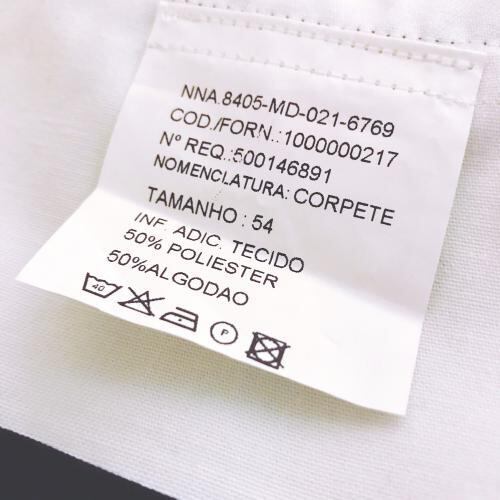 NNA.8405-MD-021-6769
COD./FORN.:1000000217
Nº REQ.:500146891
NOMENCLATURA: CORPETE
TAMANHO : 54
INF. ADIC. TECIDO
50% POLIESTER
50%ALGODAO
40 P